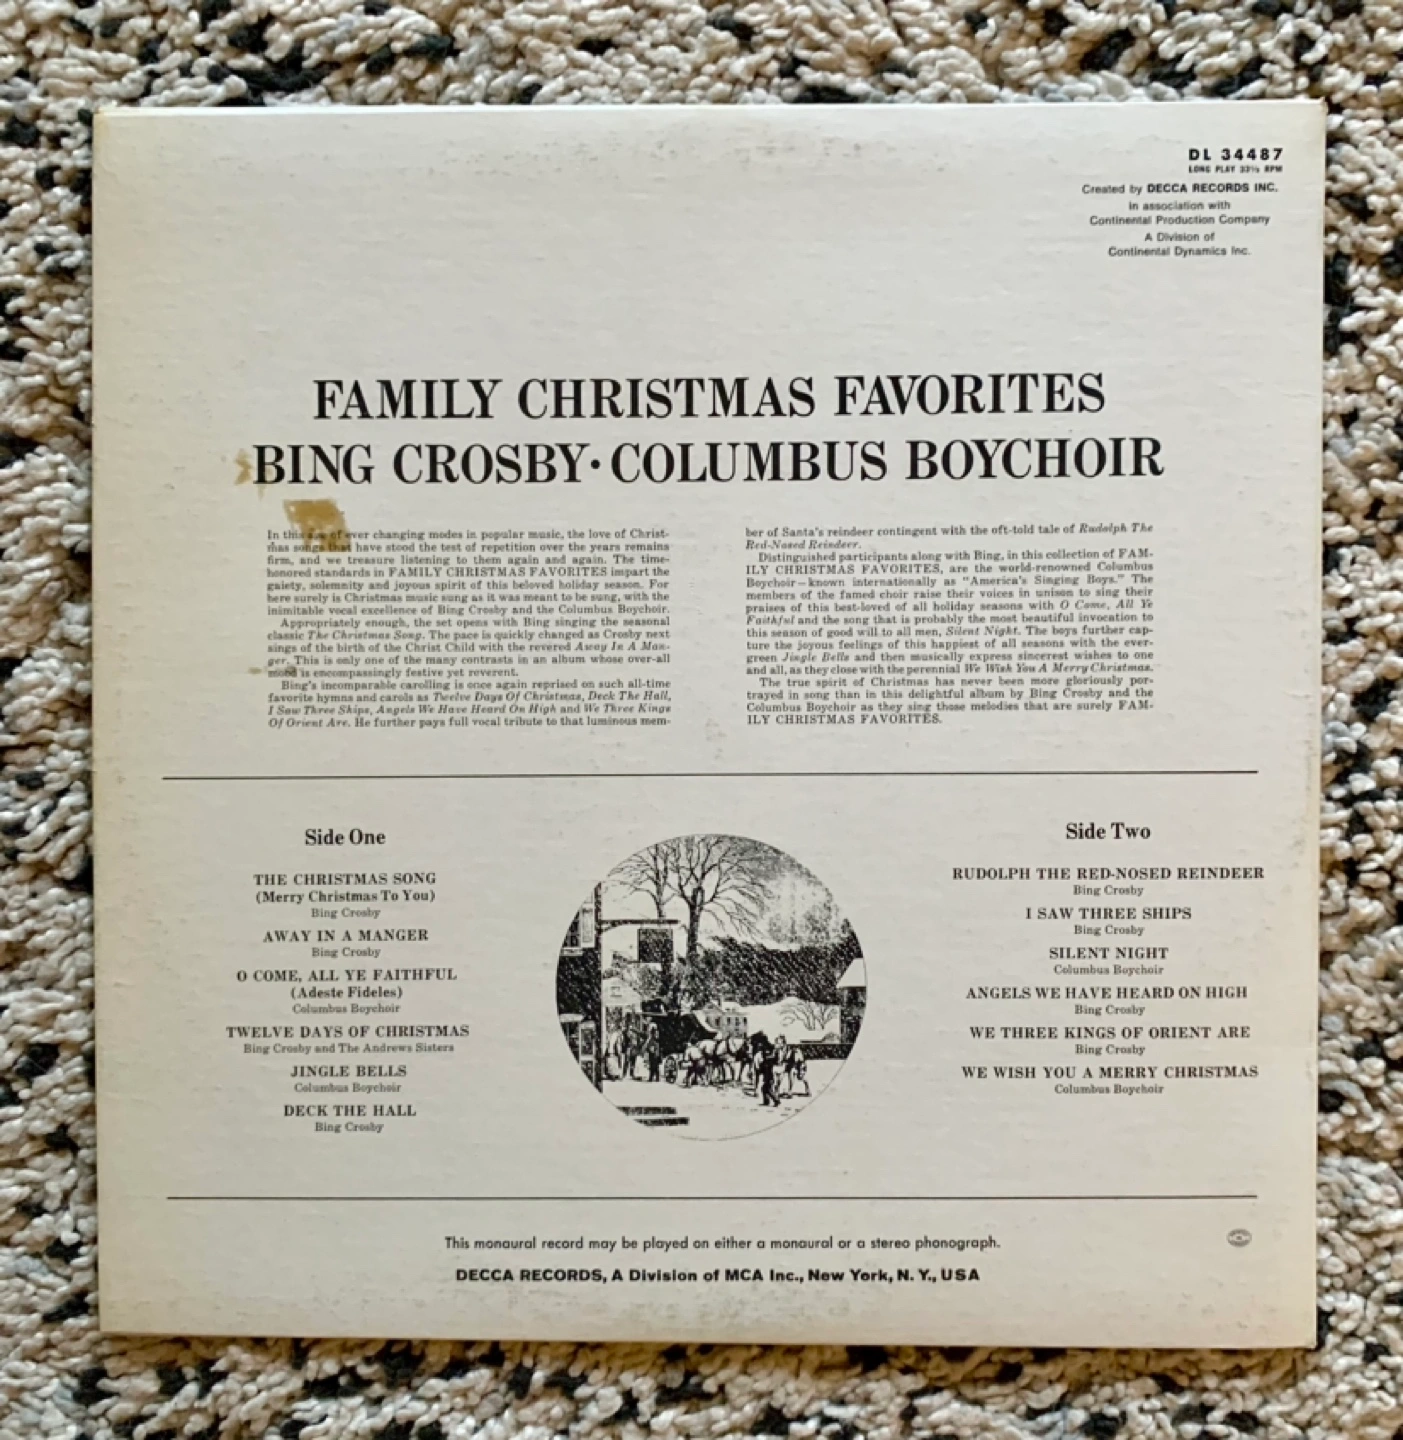 DL 34487
LONG PLAY 33⅓ RPM
Created by DECCA RECORDS INC.
in association with
Continental Production Company
A Division of
Continental Dynamics Inc.
FAMILY CHRISTMAS FAVORITES
BING CROSBY·COLUMBUS BOYCHOIR
In this age of ever changing modes in popular music, the love of Christ-
mas songs that have stood the test of repetition over the years remains
firm, and we treasure listening to them again and again. The time-
honored standards in FAMILY CHRISTMAS FAVORITES impart the
gaiety, solemnity and joyous spirit of this beloved holiday season. For
here surely is Christmas music sung as it was meant to be sung, with the
inimitable vocal excellence of Bing Crosby and the Columbus Boychoir.
Appropriately enough, the set opens with Bing singing the seasonal
classic The Christmas Song. The pace is quickly changed as Crosby next
sings of the birth of the Christ Child with the revered Away In A Man-
ger. This is only one of the many contrasts in an album whose over-all
mood is encompassingly festive yet reverent.
Bing's incomparable carolling is once again reprised on such all-time
favorite hymns and carols as Twelve Days Of Christmas, Deck The Hall,
I Saw Three Ships, Angels We Have Heard On High and We Three Kings
Of Orient Are. He further pays full vocal tribute to that luminous mem-
ber of Santa's reindeer contingent with the oft-told tale of Rudolph The
Red-Nosed Reindeer.
Distinguished participants along with Bing, in this collection of FAM-
ILY CHRISTMAS FAVORITES, are the world-renowned Columbus
Boychoir—known internationally as "America's Singing Boys." The
members of the famed choir raise their voices in unison to sing their
praises of this best-loved of all holiday seasons with O Come, All Ye
Faithful and the song that is probably the most beautiful invocation to
this season of good will to all men, Silent Night. The boys further cap-
ture the joyous feelings of this happiest of all seasons with the ever-
green Jingle Bells and then musically express sincerest wishes to one
and all, as they close with the perennial We Wish You A Merry Christmas.
The true spirit of Christmas has never been more gloriously por-
trayed in song than in this delightful album by Bing Crosby and the
Columbus Boychoir as they sing those melodies that are surely FAM-
ILY CHRISTMAS FAVORITES.
Side One
THE CHRISTMAS SONG
(Merry Christmas To You)
Bing Crosby
AWAY IN A MANGER
Bing Crosby
O COME, ALL YE FAITHFUL
(Adeste Fideles)
Columbus Boychoir
TWELVE DAYS OF CHRISTMAS
Bing Crosby and The Andrews Sisters
JINGLE BELLS
Columbus Boychoir
DECK THE HALL
Bing Crosby
Side Two
RUDOLPH THE RED-NOSED REINDEER
Bing Crosby
I SAW THREE SHIPS
Bing Crosby
SILENT NIGHT
Columbus Boychoir
ANGELS WE HAVE HEARD ON HIGH
Bing Crosby
WE THREE KINGS OF ORIENT ARE
Bing Crosby
WE WISH YOU A MERRY CHRISTMAS
Columbus Boychoir
This monaural record may be played on either a monaural or a stereo phonograph.
DECCA RECORDS, A Division of MCA Inc., New York, N. Y., USA